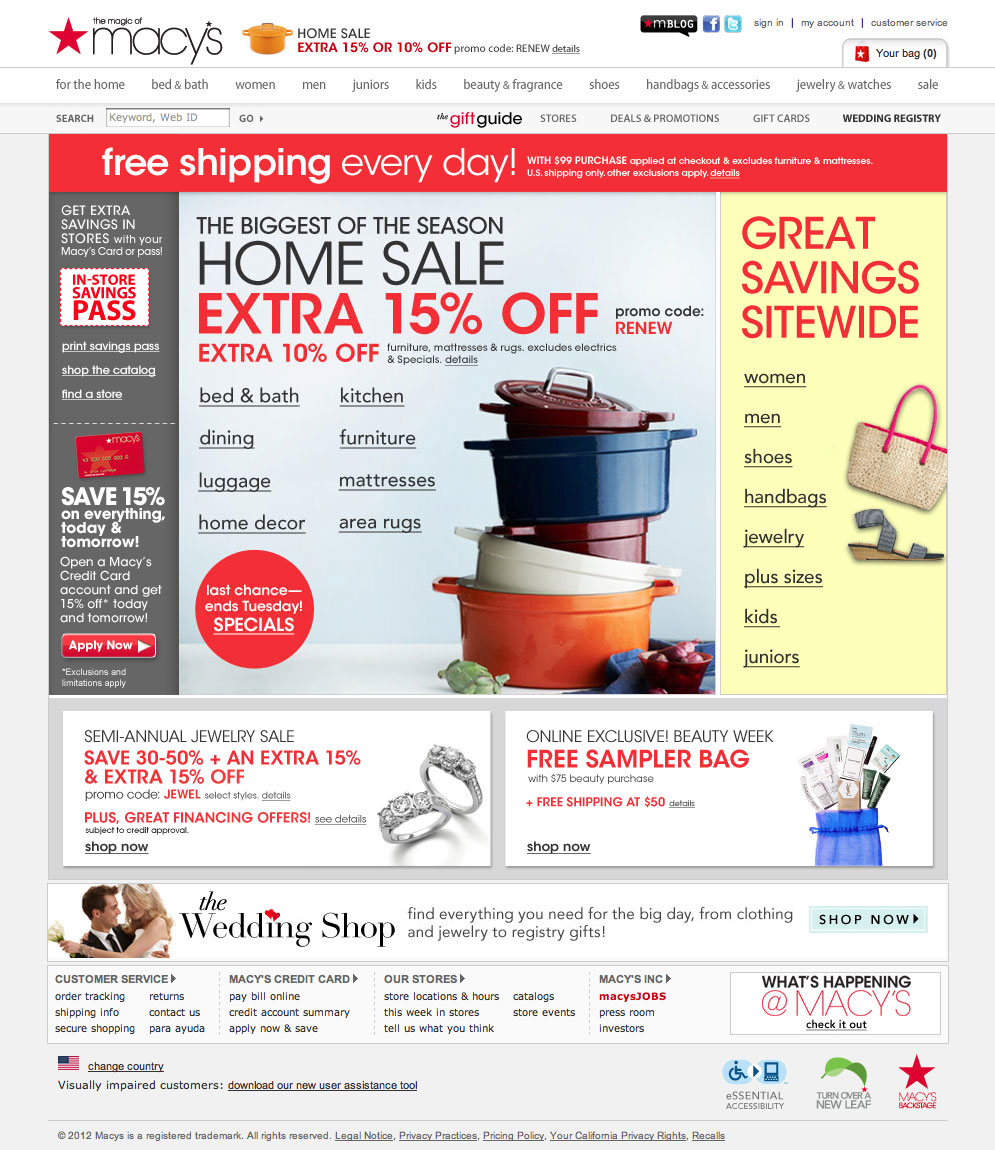 the magic of
macy's
HOME SALE
EXTRA 15% OR 10% OFF promo code: RENEW details
mBLOG
sign in | my account | customer service
Your bag (0)
for the home bed & bath women men juniors kids beauty & fragrance shoes handbags & accessories jewelry & watches sale
SEARCH Keyword, Web ID GO the giftguide STORES DEALS & PROMOTIONS GIFT CARDS WEDDING REGISTRY
free shipping every day! WITH $99 PURCHASE applied at checkout & excludes furniture & mattresses.
U.S. shipping only. other exclusions apply. details
GET EXTRA
SAVINGS IN
STORES with your
Macy's Card or pass!
IN-STORE
SAVINGS
PASS
print savings pass
shop the catalog
find a store
macy's
SAVE 15%
on everything,
today &
tomorrow!
Open a Macy's
Credit Card
account and get
15% off* today
and tomorrow!
Apply Now
*Exclusions and
limitations apply
THE BIGGEST OF THE SEASON
HOME SALE
EXTRA 15% OFF promo code:
RENEW
EXTRA 10% OFF furniture, mattresses & rugs. excludes electrics
& Specials. details
bed & bath kitchen
dining furniture
luggage mattresses
home decor area rugs
last chance—
ends Tuesday!
SPECIALS
GREAT
SAVINGS
SITEWIDE
women
men
shoes
handbags
jewelry
plus sizes
kids
juniors
SEMI-ANNUAL JEWELRY SALE
SAVE 30-50% + AN EXTRA 15%
& EXTRA 15% OFF
promo code: JEWEL select styles. details
PLUS, GREAT FINANCING OFFERS! see details
subject to credit approval.
shop now
ONLINE EXCLUSIVE! BEAUTY WEEK
FREE SAMPLER BAG
with $75 beauty purchase
+ FREE SHIPPING AT $50 details
shop now
the
Wedding Shop
find everything you need for the big day, from clothing
and jewelry to registry gifts!
SHOP NOW
CUSTOMER SERVICE
order tracking returns
shipping info contact us
secure shopping para ayuda
MACY'S CREDIT CARD
pay bill online
credit account summary
apply now & save
OUR STORES
store locations & hours catalogs
this week in stores store events
tell us what you think
MACY'S INC
macysJOBS
press room
investors
WHAT'S HAPPENING
@ MACY'S
check it out
change country
Visually impaired customers: download our new user assistance tool
eSSENTIAL
ACCESSIBILITY
TURN OVER A
NEW LEAF
MACY'S
BACKSTAGE
© 2012 Macys is a registered trademark. All rights reserved. Legal Notice, Privacy Practices, Pricing Policy, Your California Privacy Rights, Recalls